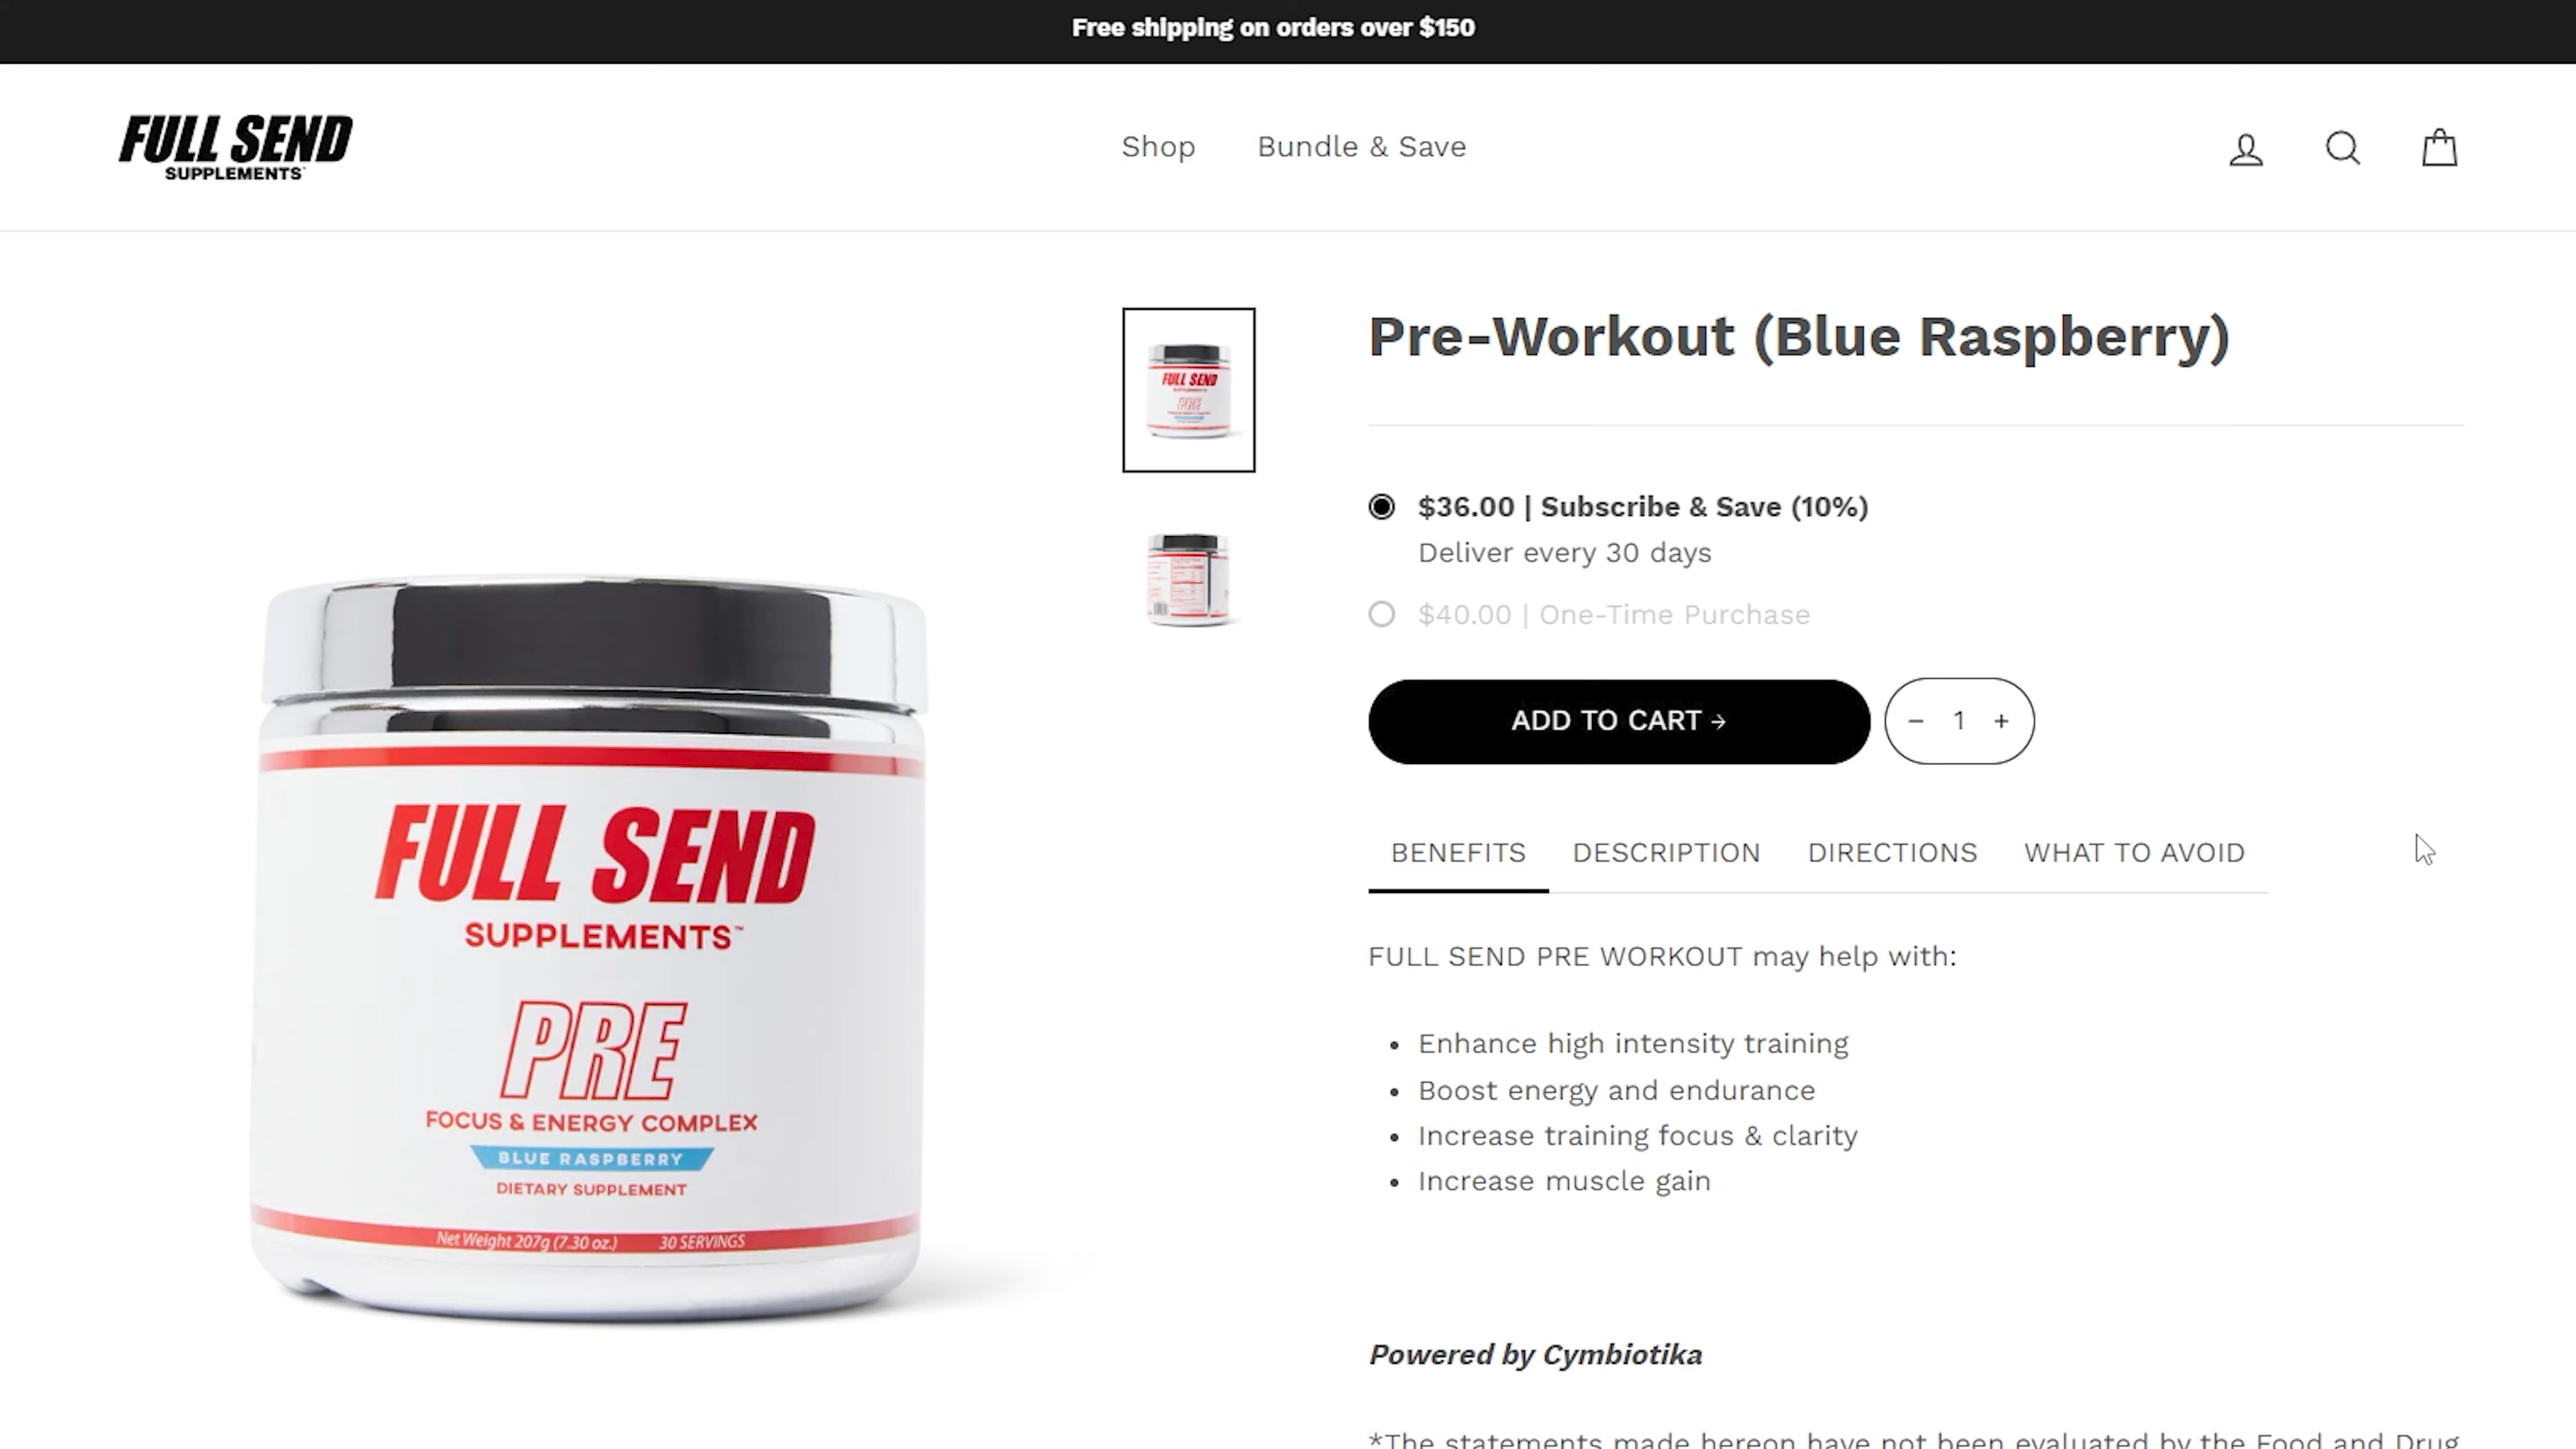 Free shipping on orders over $150
FULL SEND
SUPPLEMENTS
Shop
Bundle & Save
FULL SEND
PRE
Pre-Workout (Blue Raspberry)
$36.00 | Subscribe & Save (10%)
Deliver every 30 days
$40.00 | One-Time Purchase
ADD TO CART →
− 1 +
FULL SEND
SUPPLEMENTS™
PRE
FOCUS & ENERGY COMPLEX
BLUE RASPBERRY
DIETARY SUPPLEMENT
Net Weight 207g (7.30 oz.) 30 SERVINGS
BENEFITS
DESCRIPTION
DIRECTIONS
WHAT TO AVOID
FULL SEND PRE WORKOUT may help with:
• Enhance high intensity training
• Boost energy and endurance
• Increase training focus & clarity
• Increase muscle gain
Powered by Cymbiotika
*The statements made hereon have not been evaluated by the Food and Drug